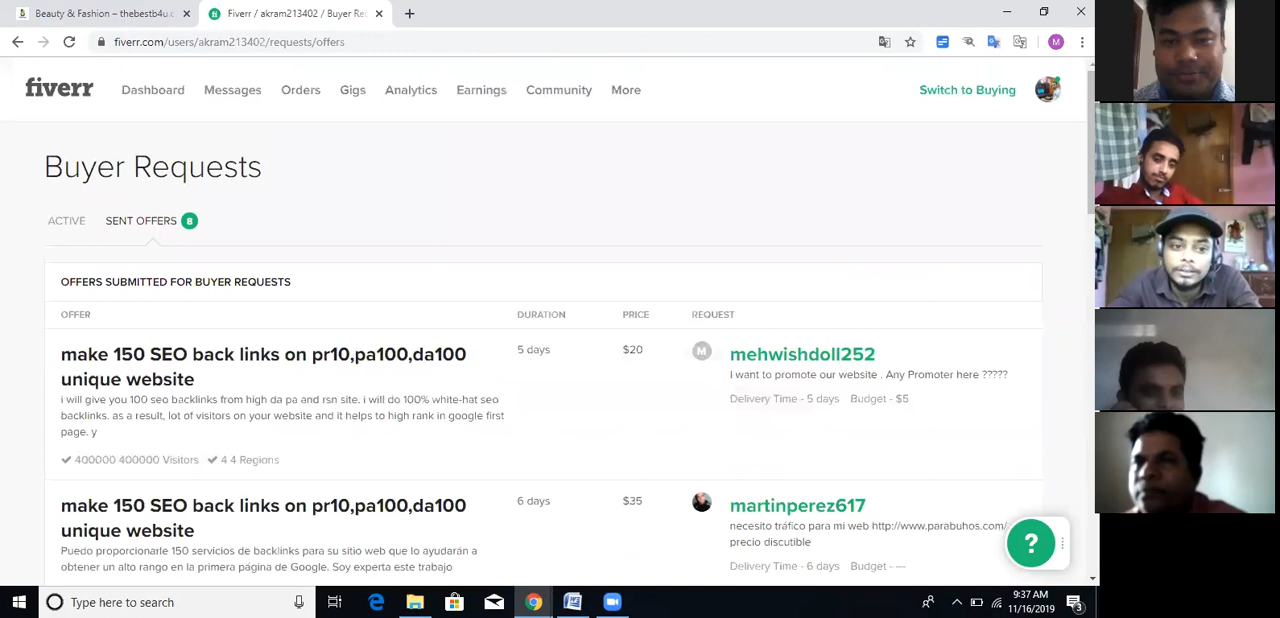 Beauty & Fashion – thebestb4u.c
Fiverr / akram213402 / Buyer Re
fiverr.com/users/akram213402/requests/offers
M
fiverr
Dashboard Messages Orders Gigs Analytics Earnings Community More
Switch to Buying
Buyer Requests
ACTIVE SENT OFFERS 8
OFFERS SUBMITTED FOR BUYER REQUESTS
OFFER DURATION PRICE REQUEST
make 150 SEO back links on pr10,pa100,da100
unique website
i will give you 100 seo backlinks from high da pa and rsn site. i will do 100% white-hat seo
backlinks. as a result, lot of visitors on your website and it helps to high rank in google first
page. y
400000 400000 Visitors 4 4 Regions
5 days $20
M
mehwishdoll252
I want to promote our website . Any Promoter here ?????
Delivery Time - 5 days Budget - $5
make 150 SEO back links on pr10,pa100,da100
unique website
Puedo proporcionarle 150 servicios de backlinks para su sitio web que lo ayudarán a
obtener un alto rango en la primera página de Google. Soy experta este trabajo
6 days $35
martinperez617
necesito tráfico para mi web http://www.parabuhos.com/
precio discutible
Delivery Time - 6 days Budget - ---
?
Type here to search
9:37 AM
11/16/2019
3